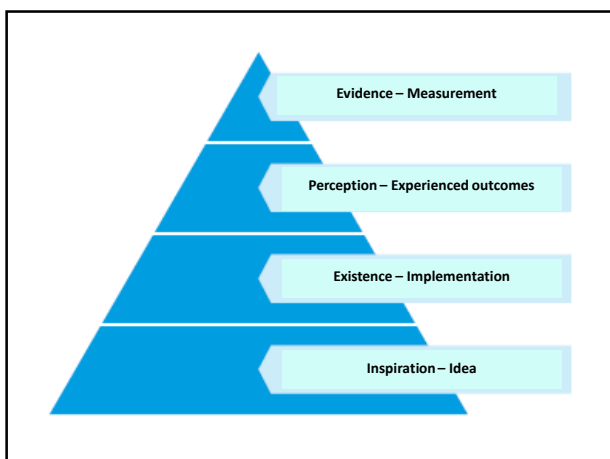 Evidence – Measurement
Perception – Experienced outcomes
Existence – Implementation
Inspiration – Idea